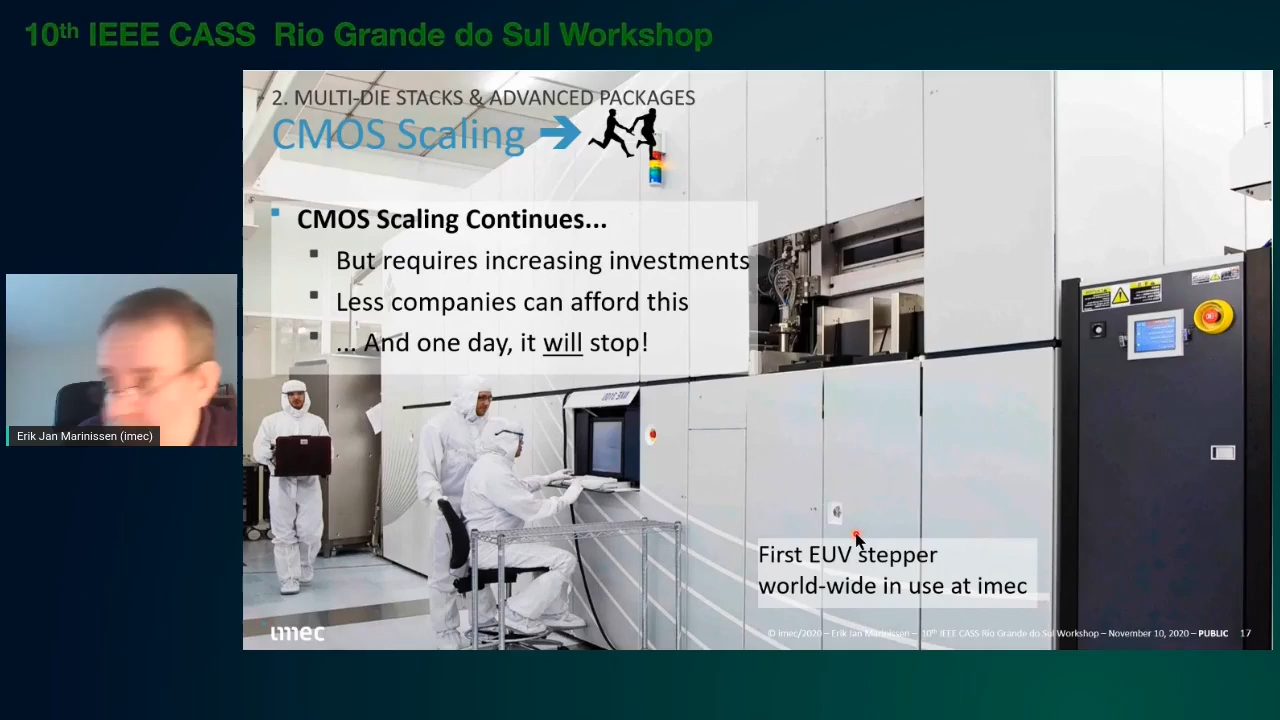 10th IEEE CASS Rio Grande do Sul Workshop
2. MULTI-DIE STACKS & ADVANCED PACKAGES
CMOS Scaling
CMOS Scaling Continues...
But requires increasing investments
Less companies can afford this
... And one day, it will stop!
Erik Jan Marinissen (imec)
First EUV stepper
world-wide in use at imec
imec
© imec/2020 – Erik Jan Marinissen – 10th IEEE CASS Rio Grande do Sul Workshop – November 10, 2020 – PUBLIC 17